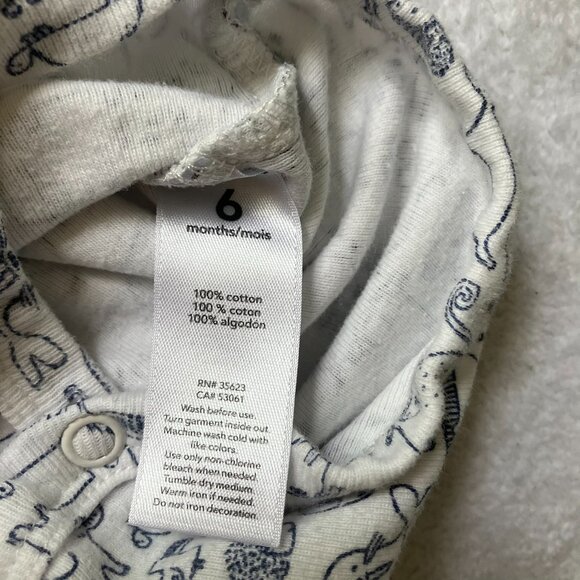 6
months/mois
100% cotton
100 % coton
100% algodón
RN# 35623
CA# 53061
Wash before use.
Turn garment inside out.
Machine wash cold with
like colors.
Use only non-chlorine
bleach when needed.
Tumble dry medium.
Warm iron if needed.
Do not iron decoration.